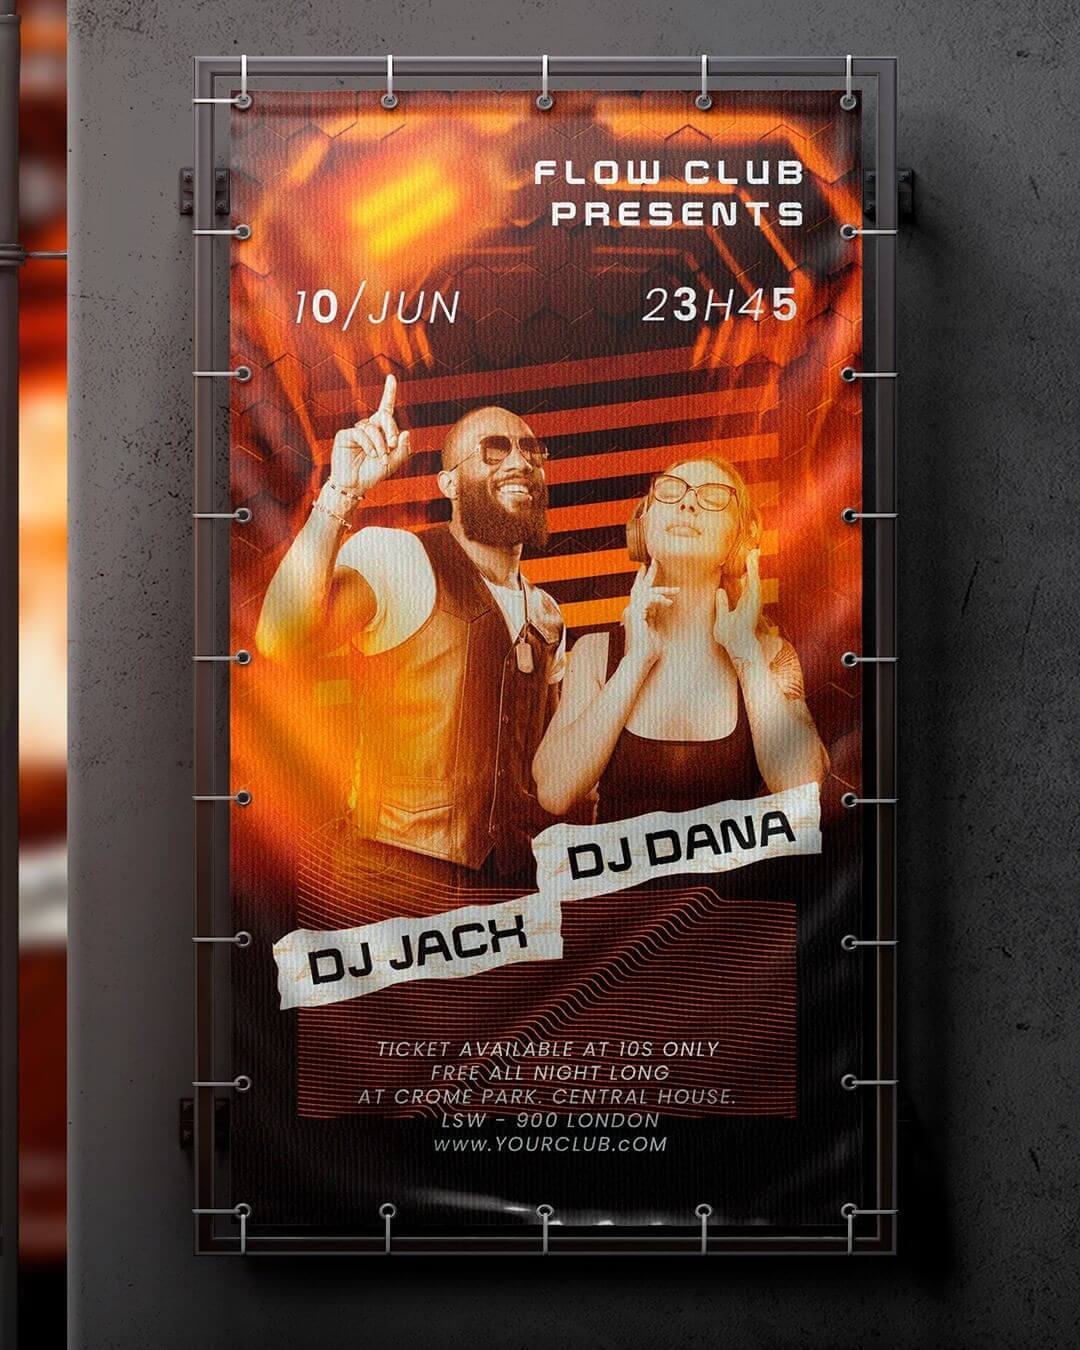 FLOW CLUB
PRESENTS
10/JUN
23H45
DJ DANA
DJ JACK
TICKET AVAILABLE AT 10S ONLY
FREE ALL NIGHT LONG
AT CROME PARK. CENTRAL HOUSE.
LSW - 900 LONDON
www.YOURCLUB.COM